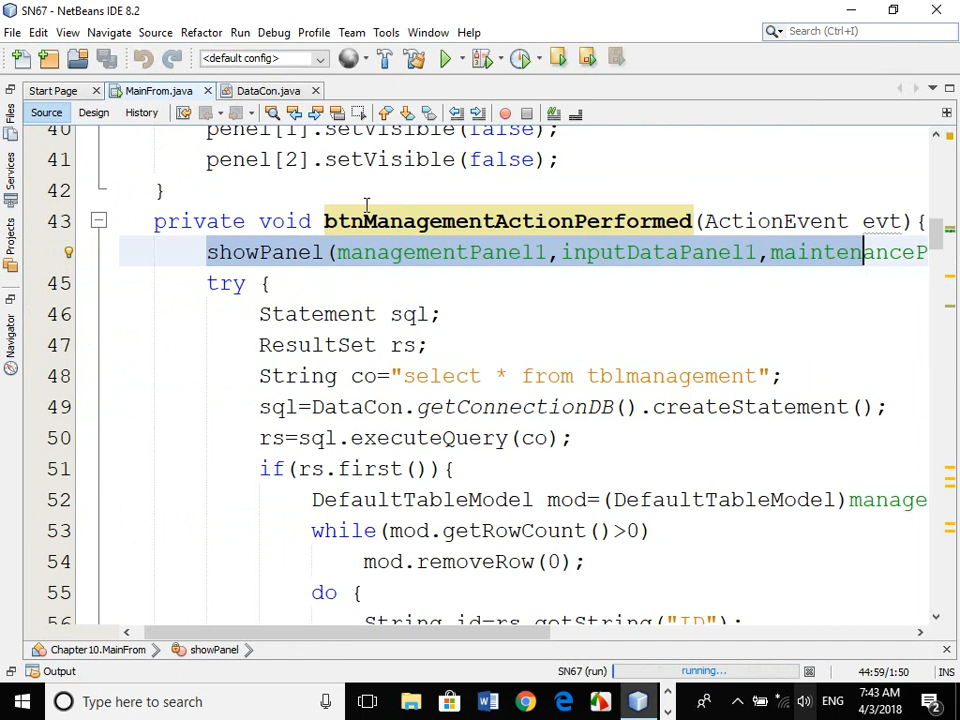 SN67 - NetBeans IDE 8.2
File Edit View Navigate Source Refactor Run Debug Profile Team Tools Window Help
Search (Ctrl+I)
<default config>
Start Page MainFrom.java DataCon.java
Source Design History
40 penel[1].setVisible(false);
41 penel[2].setVisible(false);
42 }
43 private void btnManagementActionPerformed(ActionEvent evt){
showPanel(managementPanel1,inputDataPanel1,maintenanceP
45 try {
46 Statement sql;
47 ResultSet rs;
48 String co="select * from tblmanagement";
49 sql=DataCon.getConnectionDB().createStatement();
50 rs=sql.executeQuery(co);
51 if(rs.first()){
52 DefaultTableModel mod=(DefaultTableModel)manage
53 while(mod.getRowCount()>0)
54 mod.removeRow(0);
55 do {
56 String id=rs.getString("ID");
Files
Services
Projects
Navigator
Chapter10.MainFrom showPanel
Output SN67 (run) running... 44:59/1:50 INS
Type here to search
ENG 7:43 AM
4/3/2018
2